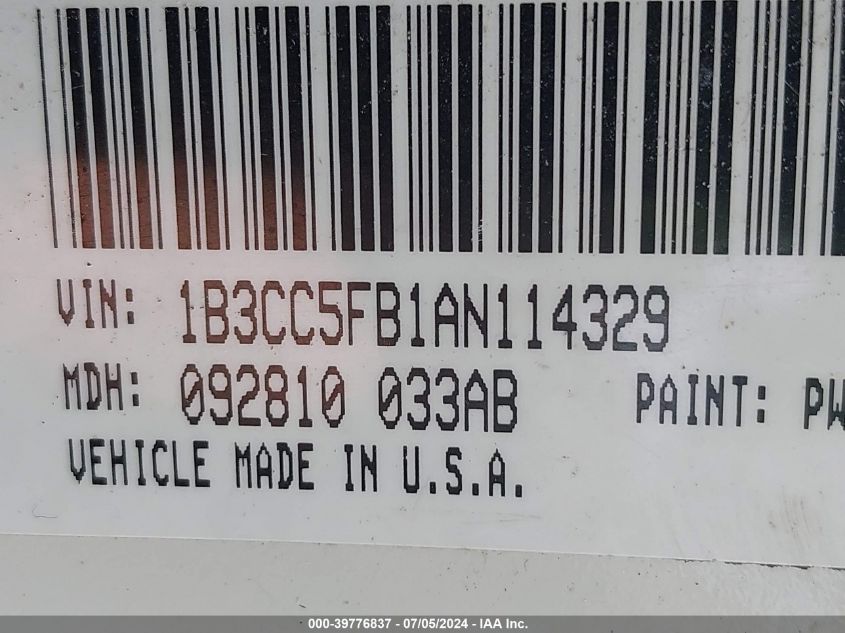 VIN: 1B3CC5FB1AN114329
MDH: 092810 033AB PAINT: PW
VEHICLE MADE IN U.S.A.
000-39776837 - 07/05/2024 - IAA Inc.